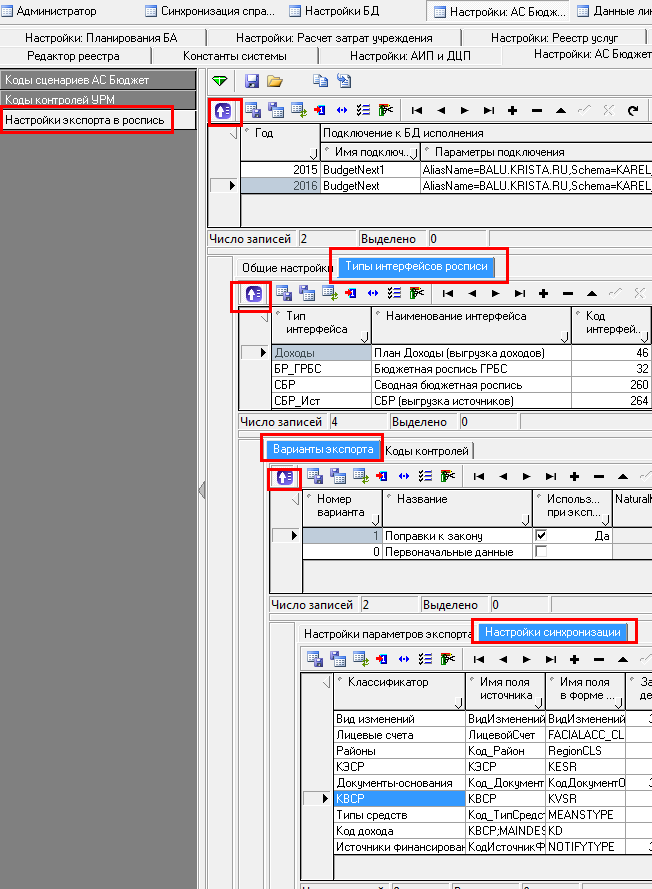 Администратор Синхронизация спра... Настройки БД Настройки: АС Бюдж... Данные лин
Настройки: Планирования БА Настройки: Расчет затрат учреждения Настройки: Реестр услуг
Редактор реестра Константы системы Настройки: АИП и ДЦП Настройки: АС Бюджет
Коды сценариев АС Бюджет
Коды контролей УРМ
Настройки экспорта в роспись
Год Подключение к БД исполнения
Имя подключ... Параметры подключения
2015 BudgetNext1 AliasName=BALU.KRISTA.RU,Schema=KAREL_
2016 BudgetNext AliasName=BALU.KRISTA.RU,Schema=KAREL_
Число записей 2 Выделено 0
Общие настройки Типы интерфейсов росписи
Тип интерфейса Наименование интерфейса Код интерфей...
Доходы План Доходы (выгрузка доходов) 46
БР_ГРБС Бюджетная роспись ГРБС 32
СБР Сводная бюджетная роспись 260
СБР_Ист СБР (выгрузка источников) 264
Число записей 4 Выделено 0
Варианты экспорта Коды контролей
Номер варианта Название Использ... при эксп... NaturalK
1 Поправки к закону Да
0 Первоначальные данные
Число записей 2 Выделено 0
Настройки параметров экспорта Настройки синхронизации
Классификатор Имя поля источника Имя поля в форме ... За де
Вид изменений ВидИзменений ВидИзменений
Лицевые счета ЛицевойСчет FACIALACC_CL
Районы Код_Район RegionCLS
КЭСР КЭСР KESR
Документы-основания Код_Документ КодДокументО
КВСР КВСР KVSR
Типы средств Код_ТипСредс MEANSTYPE
Код дохода КВСР;MAINDES KD
Источники финансирован КодИсточникФ NOTIFYTYPE